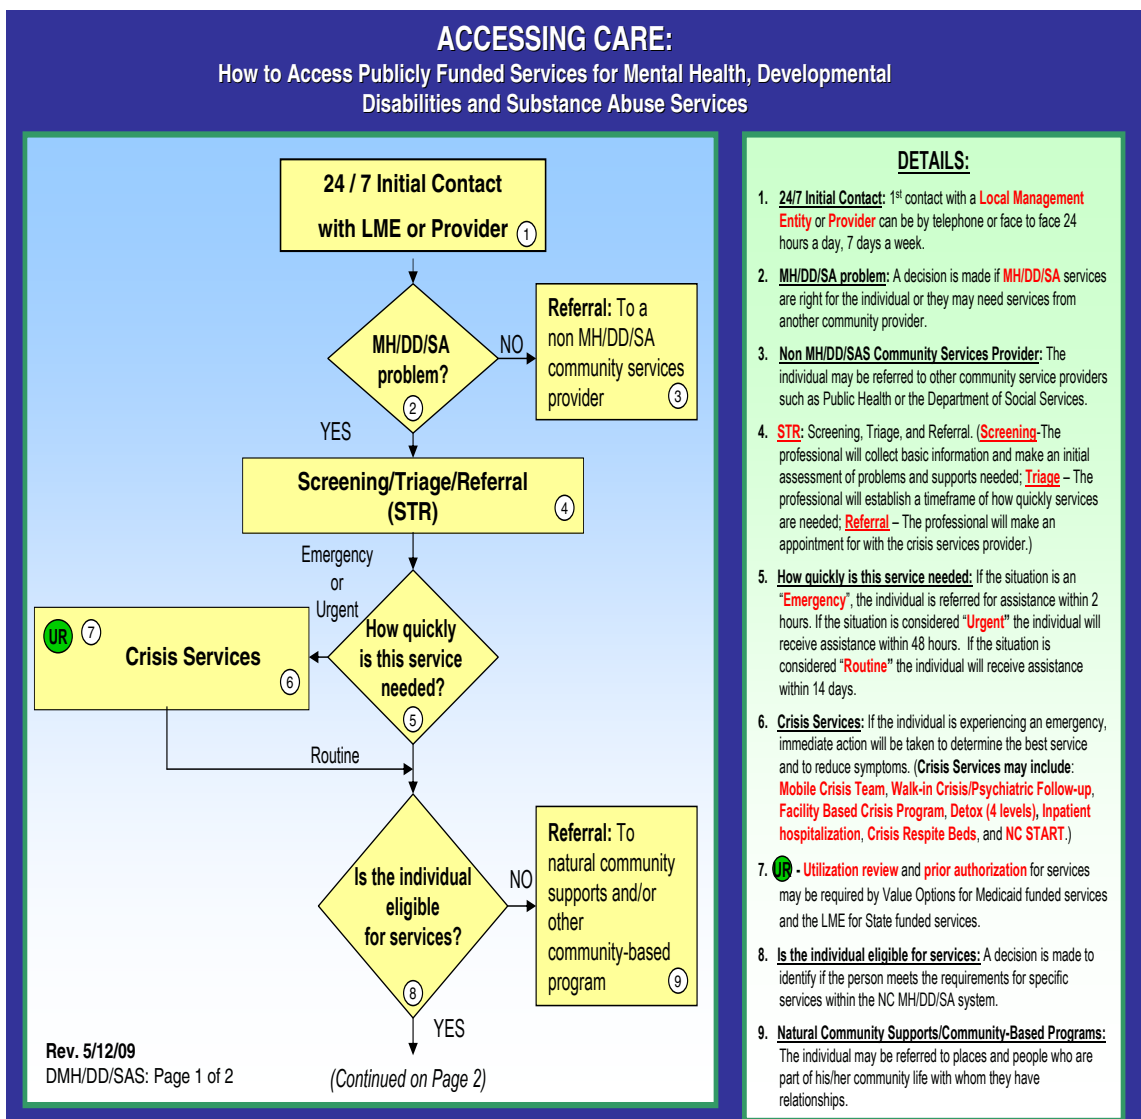 ACCESSING CARE:
How to Access Publicly Funded Services for Mental Health, Developmental
Disabilities and Substance Abuse Services
24 / 7 Initial Contact
with LME or Provider 1
MH/DD/SA
problem?
2
NO
Referral: To a
non MH/DD/SA
community services
provider 3
YES
Screening/Triage/Referral
(STR) 4
Emergency
or
Urgent
How quickly
is this service
needed?
5
UR 7
Crisis Services
6
Routine
Is the individual
eligible
for services?
8
NO
Referral: To
natural community
supports and/or
other
community-based
program 9
YES
(Continued on Page 2)
Rev. 5/12/09
DMH/DD/SAS: Page 1 of 2
DETAILS:
1. 24/7 Initial Contact: 1st contact with a Local Management
Entity or Provider can be by telephone or face to face 24
hours a day, 7 days a week.
2. MH/DD/SA problem: A decision is made if MH/DD/SA services
are right for the individual or they may need services from
another community provider.
3. Non MH/DD/SAS Community Services Provider: The
individual may be referred to other community service providers
such as Public Health or the Department of Social Services.
4. STR: Screening, Triage, and Referral. (Screening-The
professional will collect basic information and make an initial
assessment of problems and supports needed; Triage – The
professional will establish a timeframe of how quickly services
are needed; Referral – The professional will make an
appointment for with the crisis services provider.)
5. How quickly is this service needed: If the situation is an
“Emergency”, the individual is referred for assistance within 2
hours. If the situation is considered “Urgent” the individual will
receive assistance within 48 hours. If the situation is
considered “Routine” the individual will receive assistance
within 14 days.
6. Crisis Services: If the individual is experiencing an emergency,
immediate action will be taken to determine the best service
and to reduce symptoms. (Crisis Services may include:
Mobile Crisis Team, Walk-in Crisis/Psychiatric Follow-up,
Facility Based Crisis Program, Detox (4 levels), Inpatient
hospitalization, Crisis Respite Beds, and NC START.)
7. UR - Utilization review and prior authorization for services
may be required by Value Options for Medicaid funded services
and the LME for State funded services.
8. Is the individual eligible for services: A decision is made to
identify if the person meets the requirements for specific
services within the NC MH/DD/SA system.
9. Natural Community Supports/Community-Based Programs:
The individual may be referred to places and people who are
part of his/her community life with whom they have
relationships.